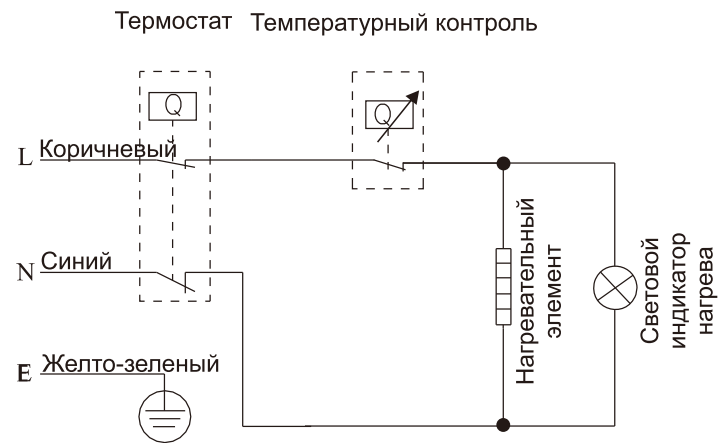 Термостат
Температурный контроль
Q
Q
L Коричневый
N Синий
E Желто-зеленый
Нагревательный
элемент
Световой
индикатор
нагрева